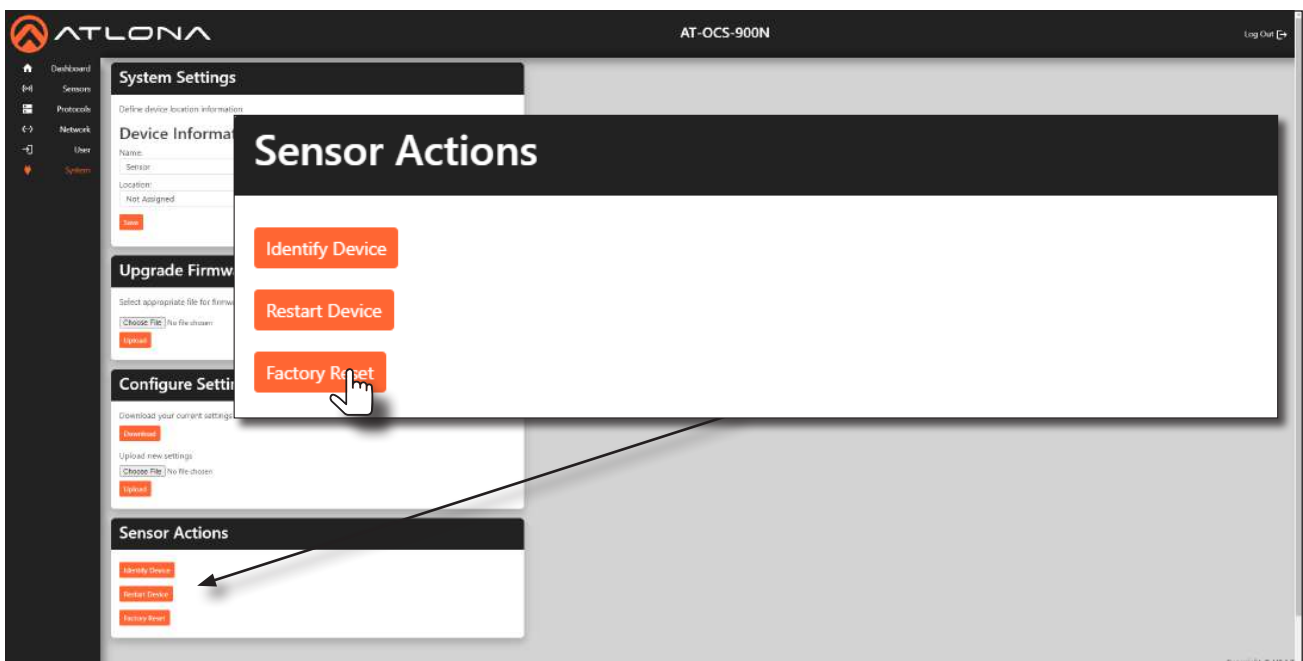 ATLONA
AT-OCS-900N
Log Out
Dashboard
Sensors
Protocols
Network
User
System
System Settings
Define device location information
Device Informat
Name:
Sensor
Location:
Not Assigned
Save
Upgrade Firmw
Select appropriate file for firmw
Choose File No file chosen
Upload
Configure Settin
Download your current settings
Download
Upload new settings
Choose File No file chosen
Upload
Sensor Actions
Identify Device
Restart Device
Factory Reset
Sensor Actions
Identify Device
Restart Device
Factory Reset